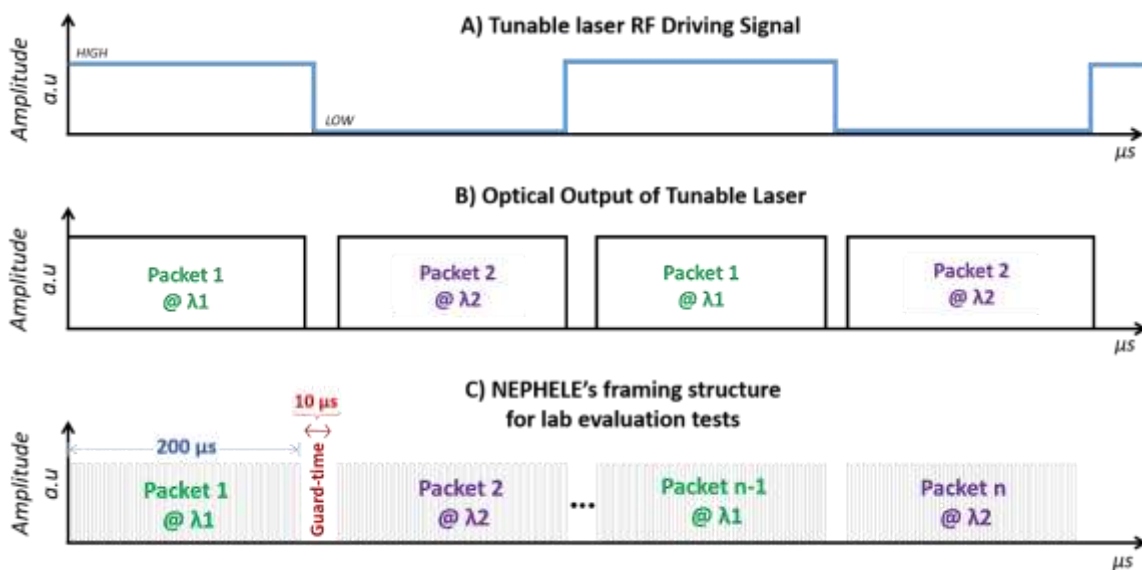 A) Tunable laser RF Driving Signal
HIGH
Amplitude
a.u
LOW
μs
B) Optical Output of Tunable Laser
Amplitude
a.u
Packet 1
@ λ1
Packet 2
@ λ2
Packet 1
@ λ1
Packet 2
@ λ2
μs
C) NEPHELE's framing structure
for lab evaluation tests
10 μs
200 μs
Amplitude
a.u
Packet 1
@ λ1
Guard-time
Packet 2
@ λ2
...
Packet n-1
@ λ1
Packet n
@ λ2
μs